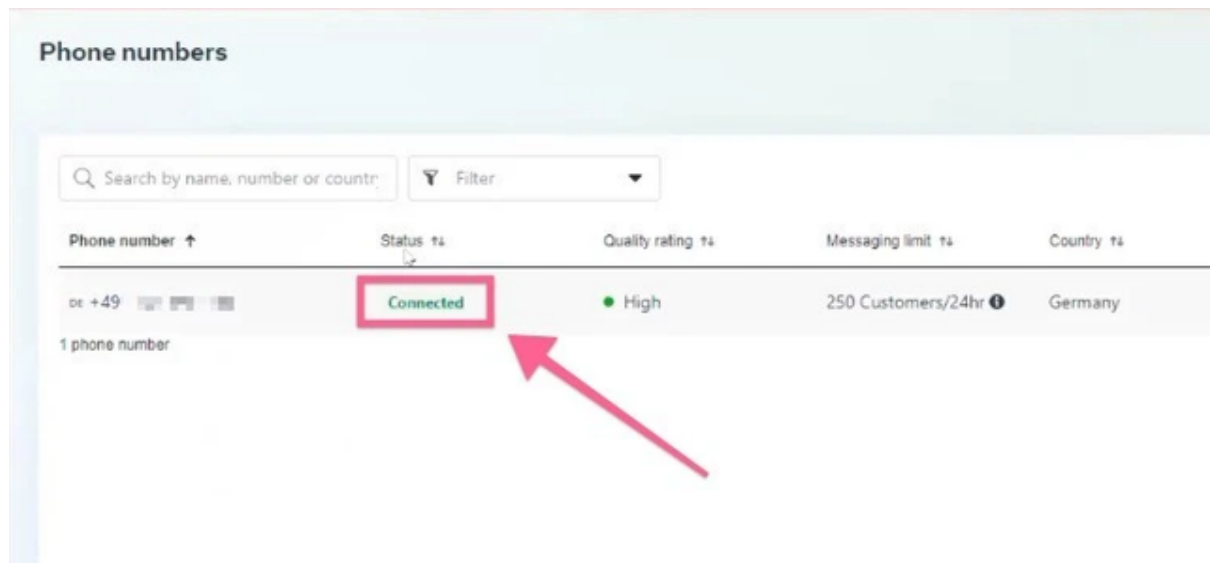 Phone numbers
Search by name, number or countr
Filter
Phone number Status Quality rating Messaging limit Country
DE +49 Connected High 250 Customers/24hr Germany
1 phone number